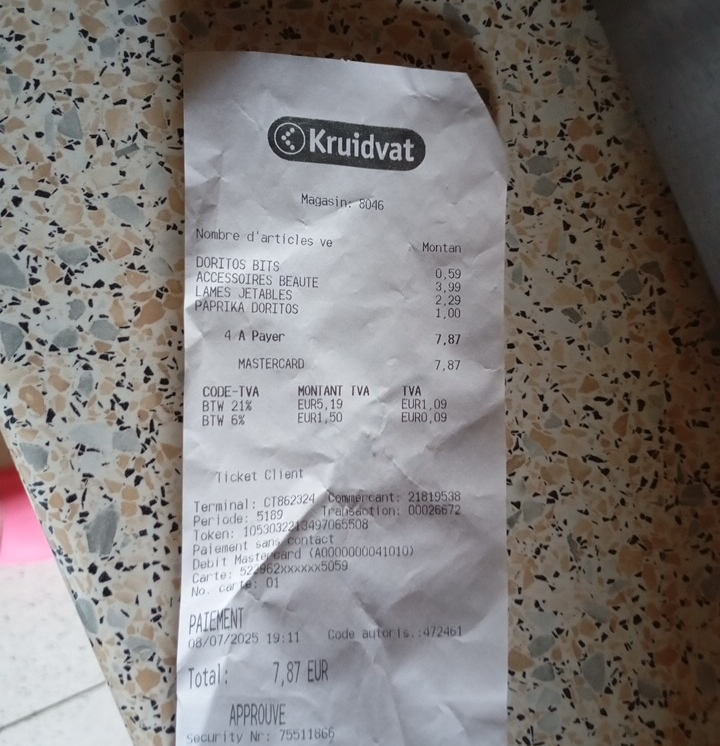 Kruidvat
Magasin: 8046
Nombre d'articles ve Montan
DORITOS BITS 0,59
ACCESSOIRES BEAUTE 3,99
LAMES JETABLES 2,29
PAPRIKA DORITOS 1,00
4 A Payer 7,87
MASTERCARD 7,87
CODE-TVA MONTANT TVA TVA
BTW 21% EUR5,19 EUR1,09
BTW 6% EUR1,50 EUR0,09
Ticket Client
Terminal: CT862324 Commercant: 21819538
Periode: 5189 Transaction: 00026672
Token: 1053032213497065508
Paiement sans contact
Debit Mastercard (A0000000041010)
Carte: 522962xxxxxx5059
No. carte: 01
PAIEMENT
08/07/2025 19:11 Code autoris.:472461
Total: 7,87 EUR
APPROUVE
Security Nr: 75511866